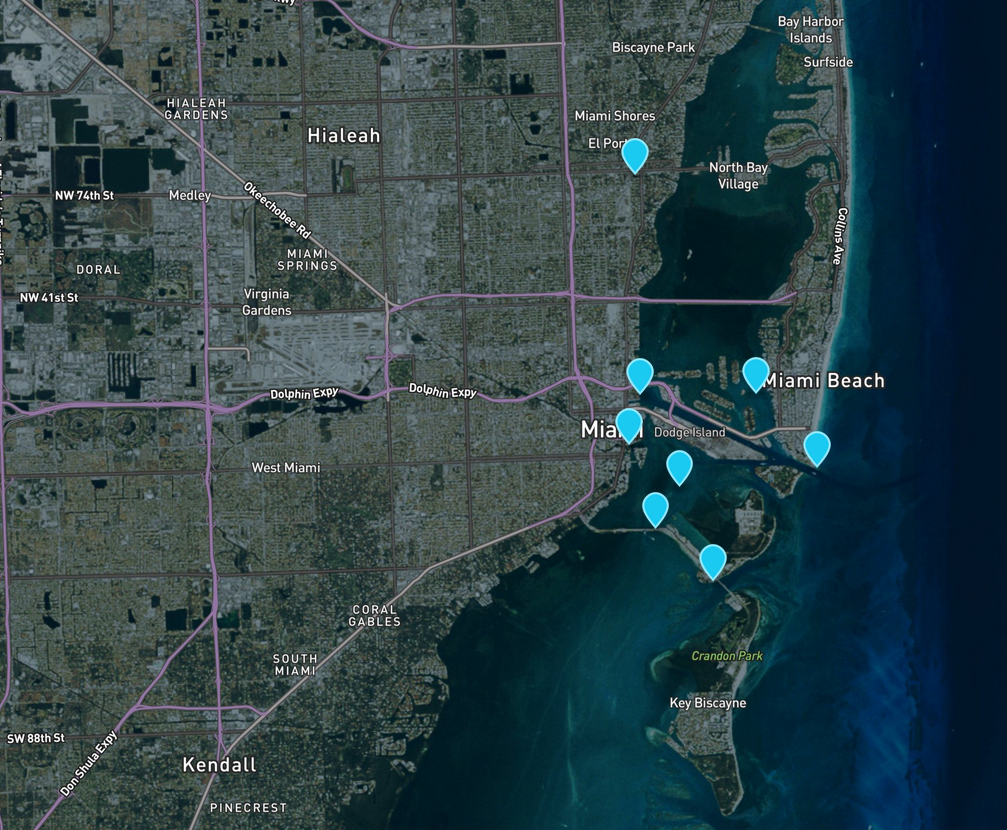 Bay Harbor
Islands
Biscayne Park
Surfside
HIALEAH
GARDENS
Miami Shores
Hialeah
El Port
North Bay
Village
NW 74th St
Medley
Okeechobee Rd
Collins Ave
MIAMI
SPRINGS
DORAL
NW 41st St
Virginia
Gardens
Dolphin Expy
Dolphin Expy
Miami Beach
Miami
Dodge Island
West Miami
CORAL
GABLES
SOUTH
MIAMI
Crandon Park
Key Biscayne
SW 88th St
Don Shula Expy
Kendall
PINECREST